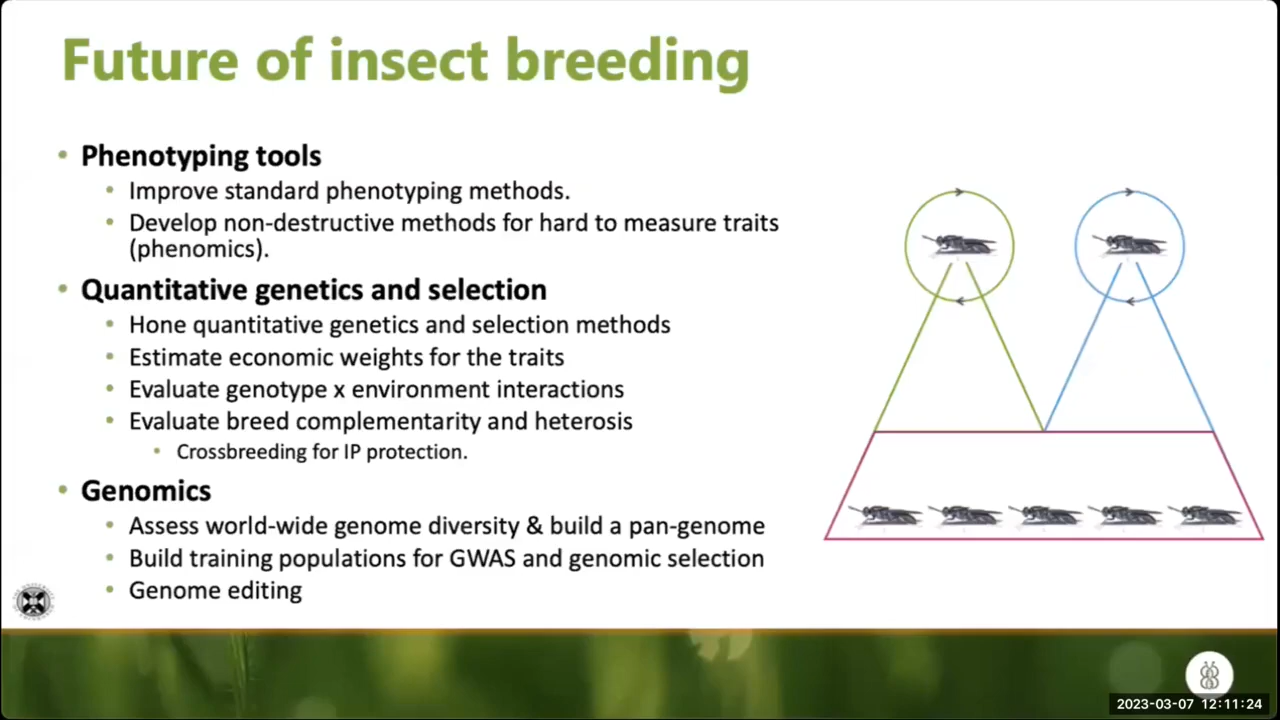 Future of insect breeding
• Phenotyping tools
• Improve standard phenotyping methods.
• Develop non-destructive methods for hard to measure traits
(phenomics).
• Quantitative genetics and selection
• Hone quantitative genetics and selection methods
• Estimate economic weights for the traits
• Evaluate genotype x environment interactions
• Evaluate breed complementarity and heterosis
• Crossbreeding for IP protection.
• Genomics
• Assess world-wide genome diversity & build a pan-genome
• Build training populations for GWAS and genomic selection
• Genome editing
2023-03-07 12:11:24